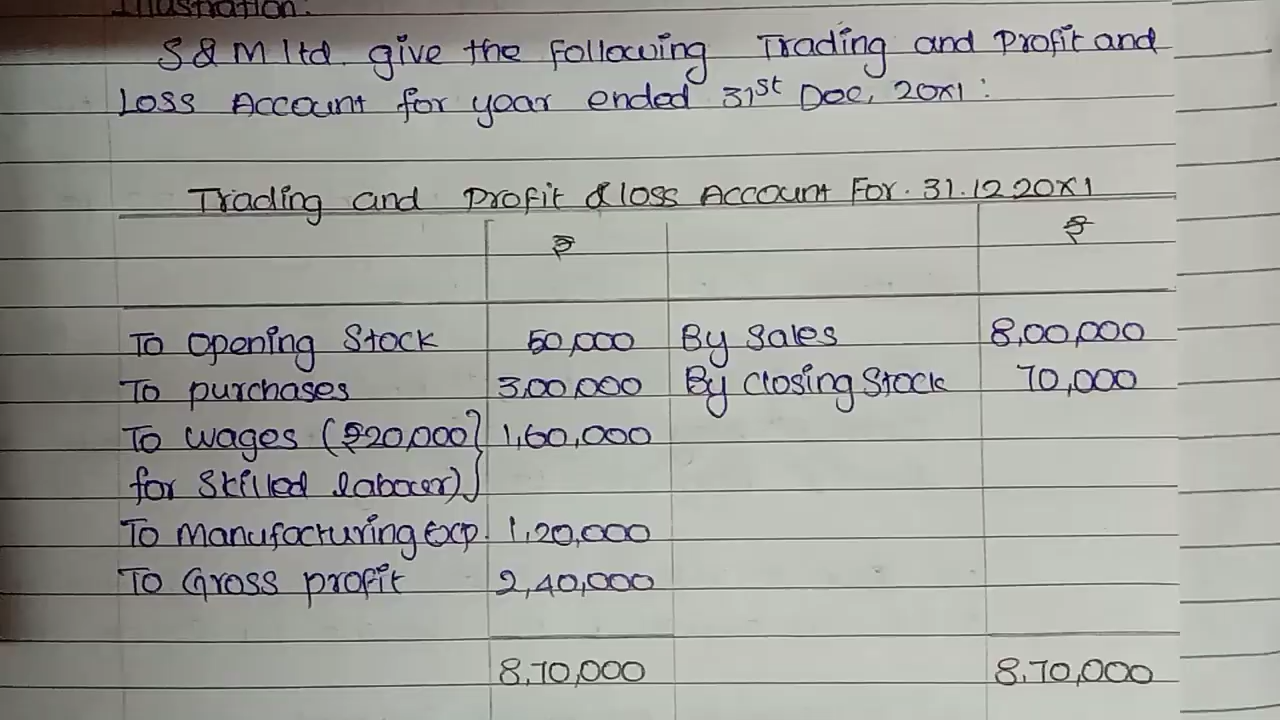 Illustration:
S & M ltd. give the following Trading and Profit and
Loss Account for year ended 31st Dec, 20x1:
Trading and Profit & loss Account For. 31.12 20x1
₹ ₹
To opening Stock 50,000 By sales 8,00,000
To purchases 3,00,000 By closing Stock 70,000
To wages (₹20,000 1,60,000
for Skilled labocer)
To Manufacturing Exp. 1,20,000
To Gross profit 2,40,000
8,70,000 8,70,000